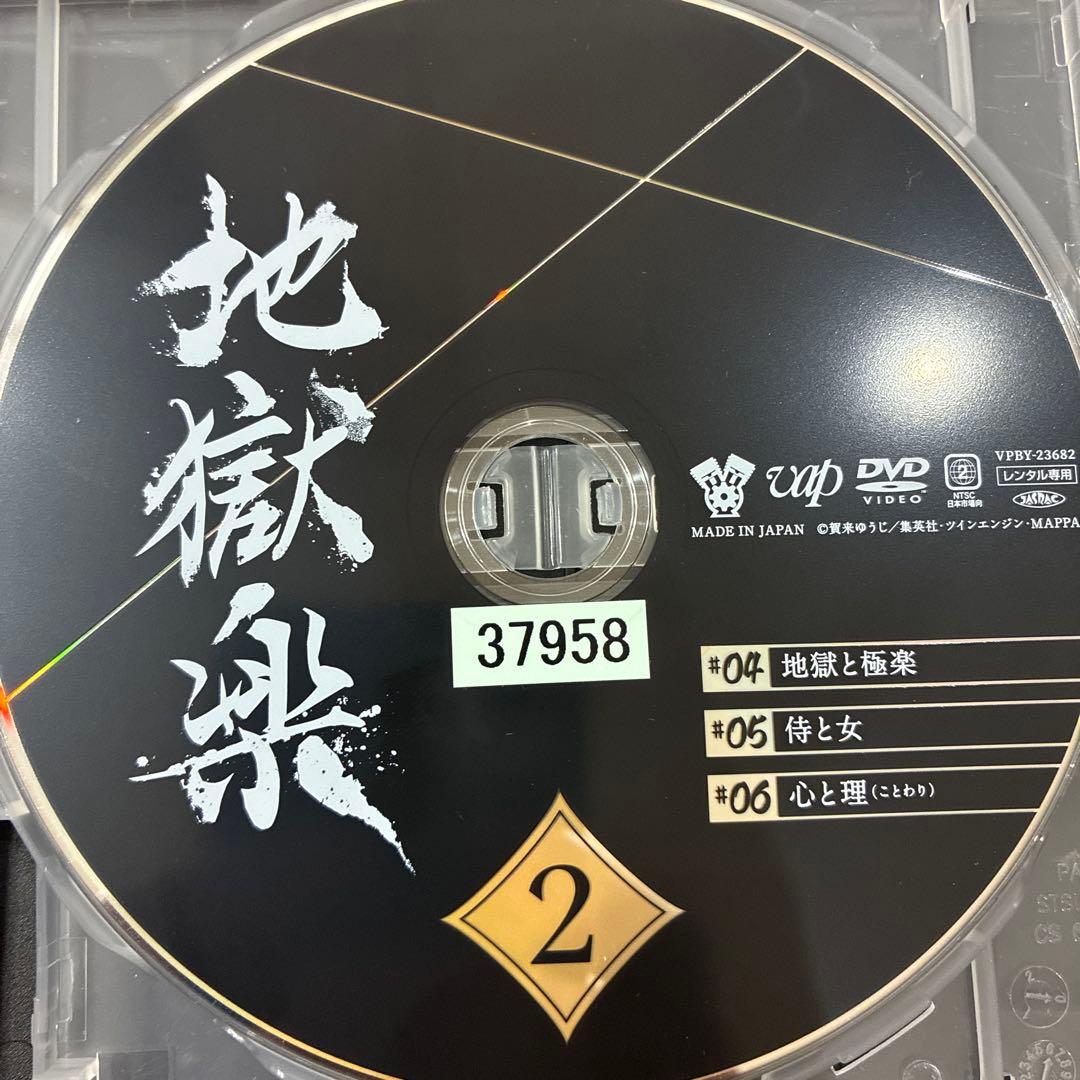 地獄楽
vap
DVD
VIDEO
2
NTSC
日本市場向
VPBY-23682
レンタル専用
JASRAC
MADE IN JAPAN ©賀来ゆうじ/集英社・ツインエンジン・MAPPA
37958
#04 地獄と極楽
#05 侍と女
#06 心と理(ことわり)
2